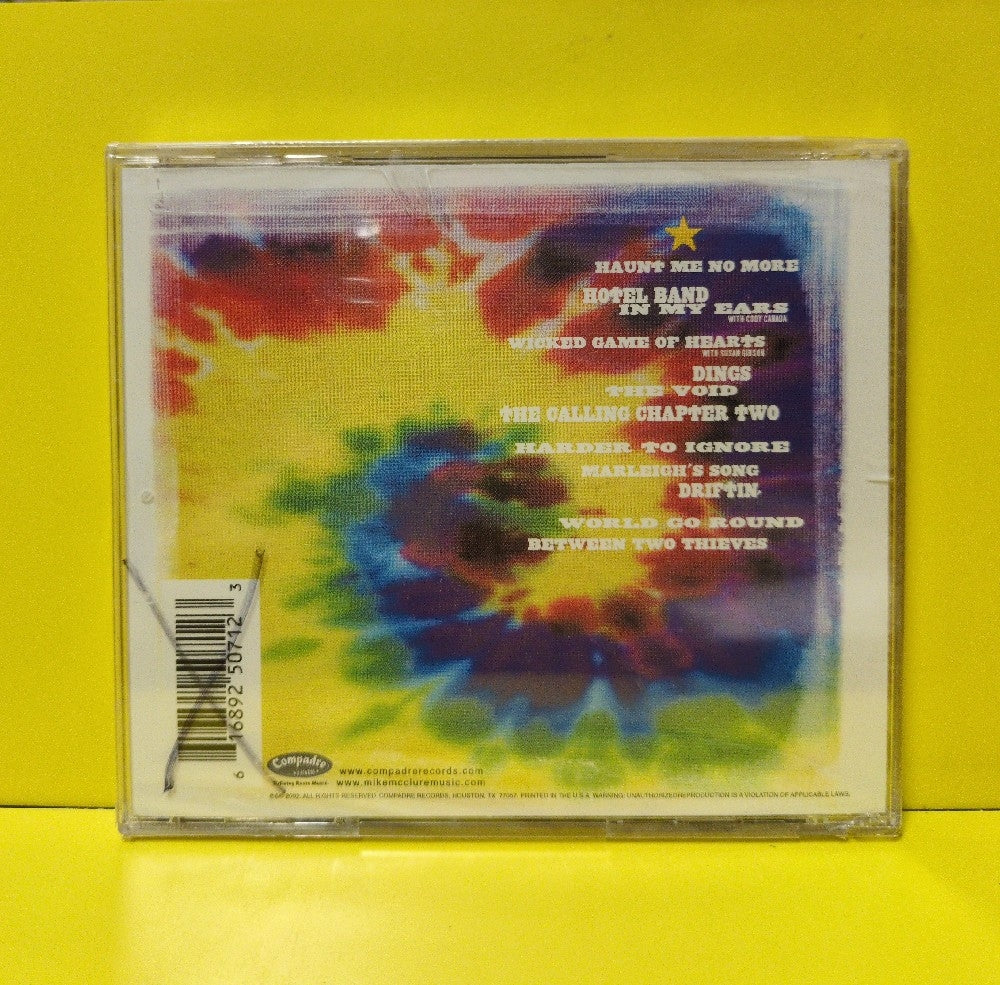 HAUNT ME NO MORE
HOTEL BAND
IN MY EARS
WITH CODY CANADA
WICKED GAME OF HEARTS
WITH SUSAN GIBSON
DINGS
THE VOID
THE CALLING CHAPTER TWO
HARDER TO IGNORE
MARLEIGH'S SONG
DRIFTIN
WORLD GO ROUND
BETWEEN TWO THIEVES
6 16892 50712 3
Compadre
www.compadrerecords.com
www.mikemccluremusic.com
2002. ALL RIGHTS RESERVED. COMPADRE RECORDS, HOUSTON, TX 77057. PRINTED IN THE U.S.A. WARNING: UNAUTHORIZED REPRODUCTION IS A VIOLATION OF APPLICABLE LAWS.